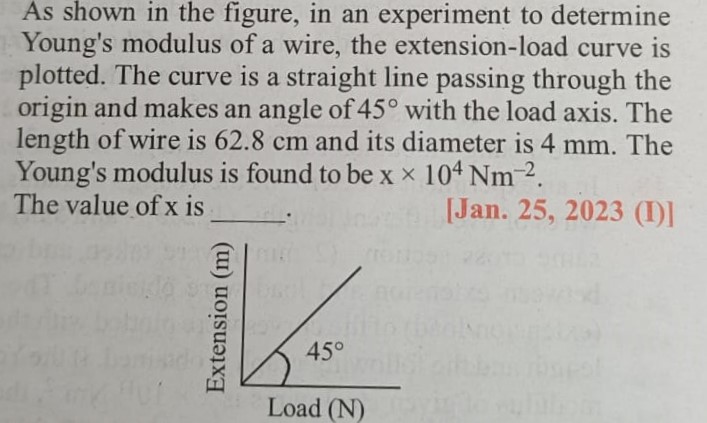 As shown in the figure, in an experiment to determine
Young's modulus of a wire, the extension-load curve is
plotted. The curve is a straight line passing through the
origin and makes an angle of 45° with the load axis. The
length of wire is 62.8 cm and its diameter is 4 mm. The
Young's modulus is found to be x × 10⁴ Nm⁻².
The value of x is ______. [Jan. 25, 2023 (I)]
Extension (m)
45°
Load (N)